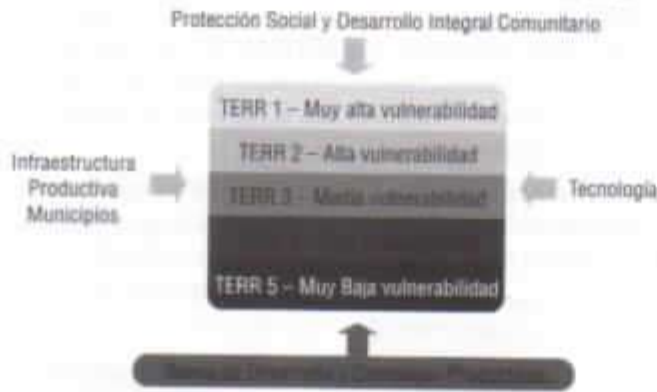 Protección Social y Desarrollo Integral Comunitario
TERR 1 – Muy alta vulnerabilidad
TERR 2 – Alta vulnerabilidad
Infraestructura
Productiva
Municipios
TERR 3 – Media vulnerabilidad
Tecnología
TERR 5 – Muy Baja vulnerabilidad